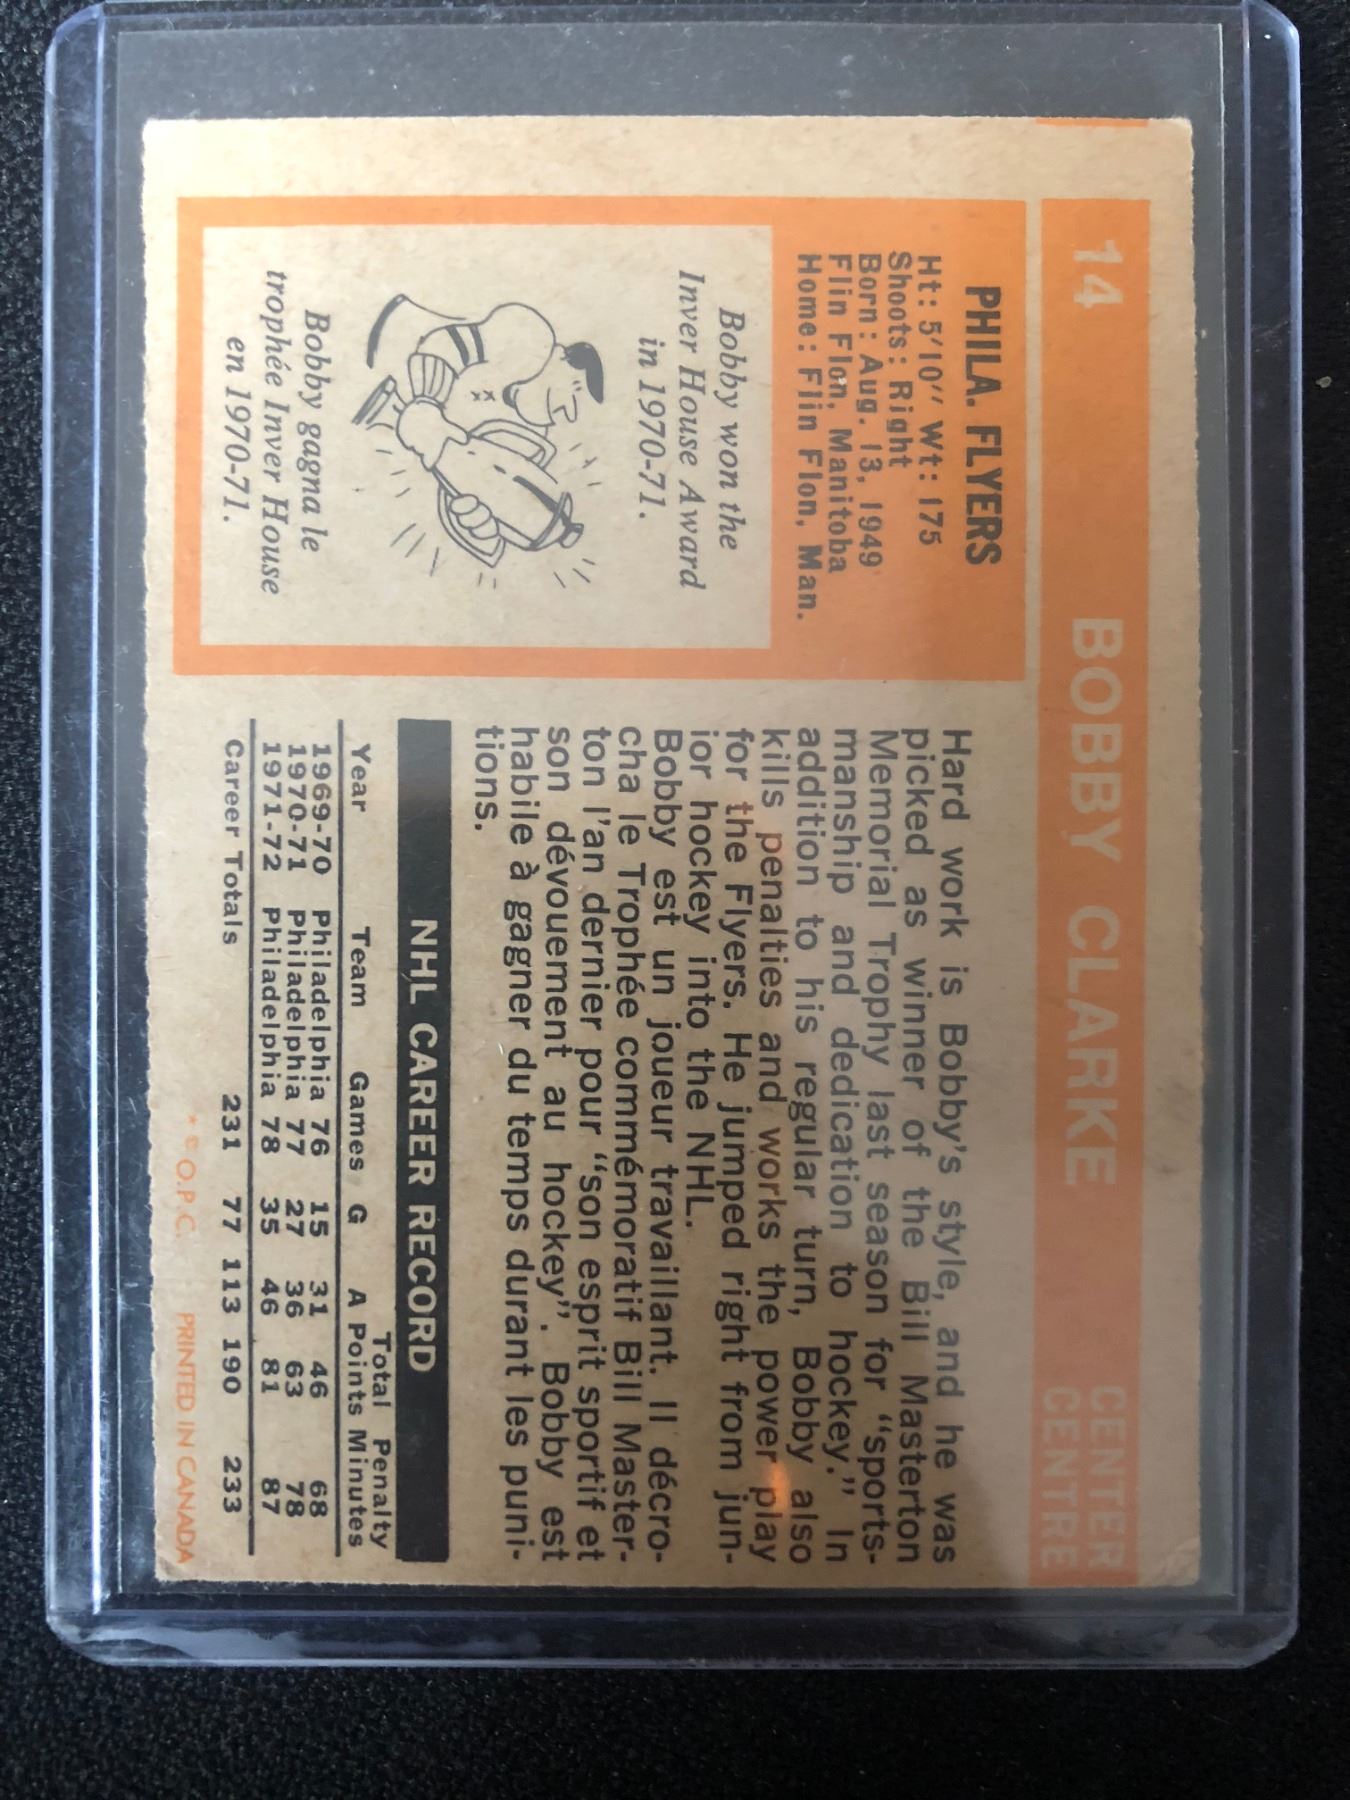 14 BOBBY CLARKE CENTER
CENTRE
PHILA. FLYERS
Ht: 5'10" Wt: 175
Shoots: Right
Born: Aug. 13, 1949
Flin Flon, Manitoba
Home: Flin Flon, Man.
Bobby won the
Inver House Award
in 1970-71.
Bobby gagna le
trophée Inver House
en 1970-71.
Hard work is Bobby's style, and he was
picked as winner of the Bill Masterton
Memorial Trophy last season for "sports-
manship and dedication to hockey." In
addition to his regular turn, Bobby also
kills penalties and works the power play
for the Flyers. He jumped right from jun-
ior hockey into the NHL.
Bobby est un joueur travaillant. Il décro-
cha le Trophée commémoratif Bill Master-
ton l'an dernier pour "son esprit sportif et
son dévouement au hockey". Bobby est
habile à gagner du temps durant les puni-
tions.
NHL CAREER RECORD
Total Penalty
Year Team Games G A Points Minutes
1969-70 Philadelphia 76 15 31 46 68
1970-71 Philadelphia 77 27 36 63 78
1971-72 Philadelphia 78 35 46 81 87
Career Totals 231 77 113 190 233
* © O.P.C. PRINTED IN CANADA